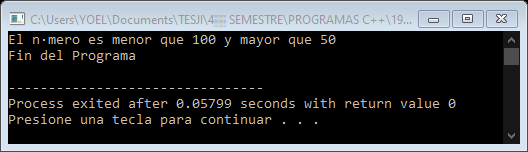 C:\Users\YOEL\Documents\TESJI\4▒▒ SEMESTRE\PROGRAMAS C++\19...
El n·mero es menor que 100 y mayor que 50
Fin del Programa
--------------------------------
Process exited after 0.05799 seconds with return value 0
Presione una tecla para continuar . . .